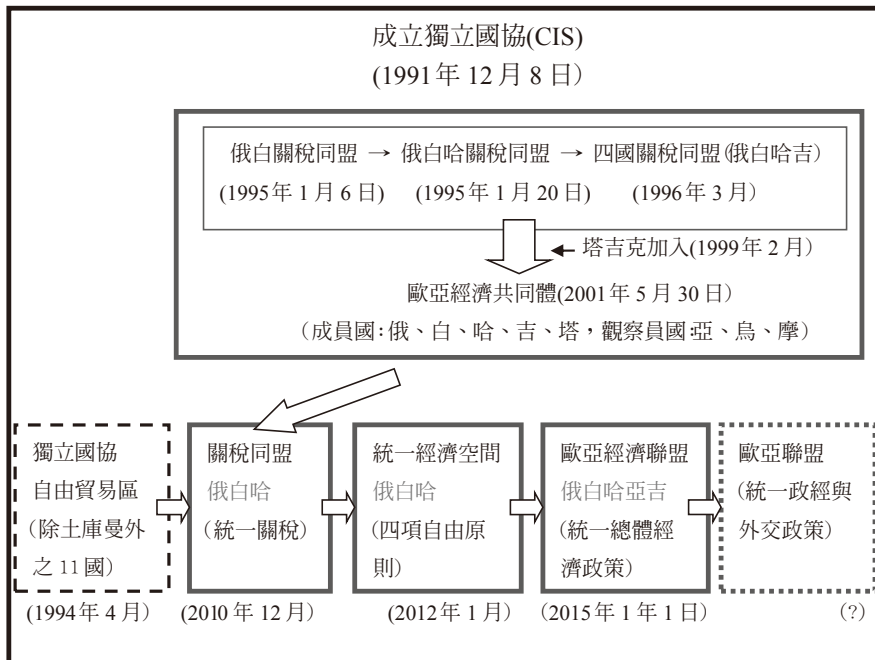 成立獨立國協(CIS)
(1991年 12 月 8 日)
俄白關稅同盟 → 俄白哈關稅同盟 → 四國關稅同盟(俄白哈吉)
(1995年 1 月 6 日) (1995年 1 月 20 日) (1996年 3 月)
塔吉克加入(1999年 2 月)
歐亞經濟共同體(2001年 5 月 30 日)
(成員國:俄、白、哈、吉、塔,觀察員國:亞、烏、摩)
獨立國協
自由貿易區
(除土庫曼外
之 11 國)
(1994年 4 月)
關稅同盟
俄白哈
(統一關稅)
(2010年 12 月)
統一經濟空間
俄白哈
(四項自由原
則)
(2012年 1 月)
歐亞經濟聯盟
俄白哈亞吉
(統一總體經
濟政策)
(2015年 1 年 1 日)
歐亞聯盟
(統一政經與
外交政策)
(?)